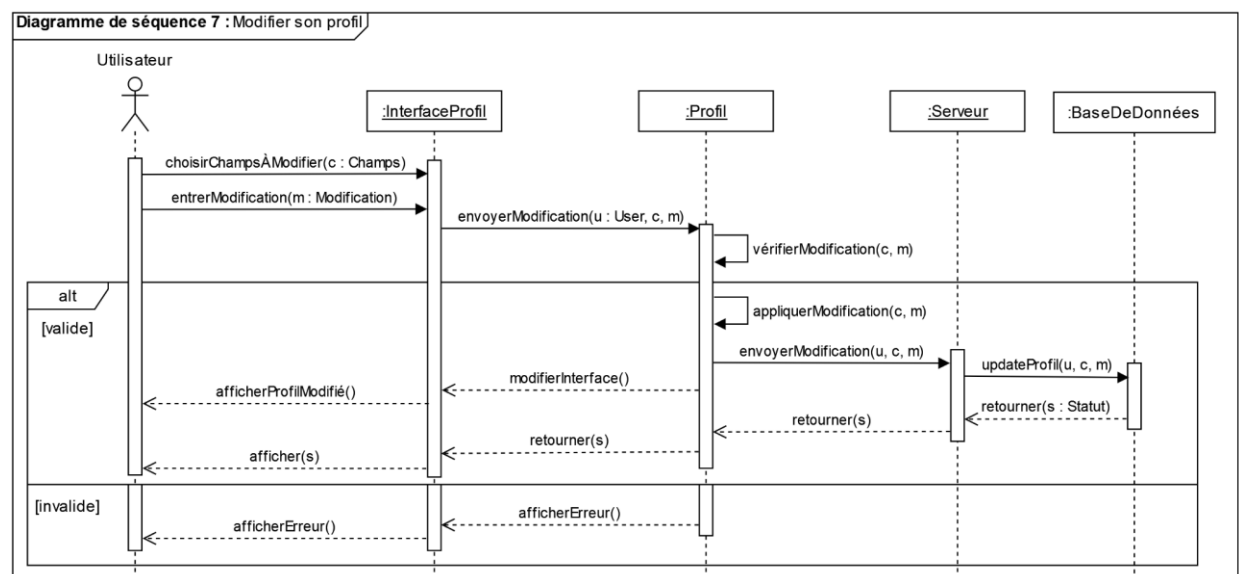 Diagramme de séquence 7 : Modifier son profil
Utilisateur
:InterfaceProfil
:Profil
:Serveur
:BaseDeDonnées
choisirChampsÀModifier(c : Champs)
entrerModification(m : Modification)
envoyerModification(u : User, c, m)
vérifierModification(c, m)
alt
[valide]
appliquerModification(c, m)
envoyerModification(u, c, m)
updateProfil(u, c, m)
modifierInterface()
afficherProfilModifié()
retourner(s : Statut)
retourner(s)
retourner(s)
afficher(s)
[invalide]
afficherErreur()
afficherErreur()